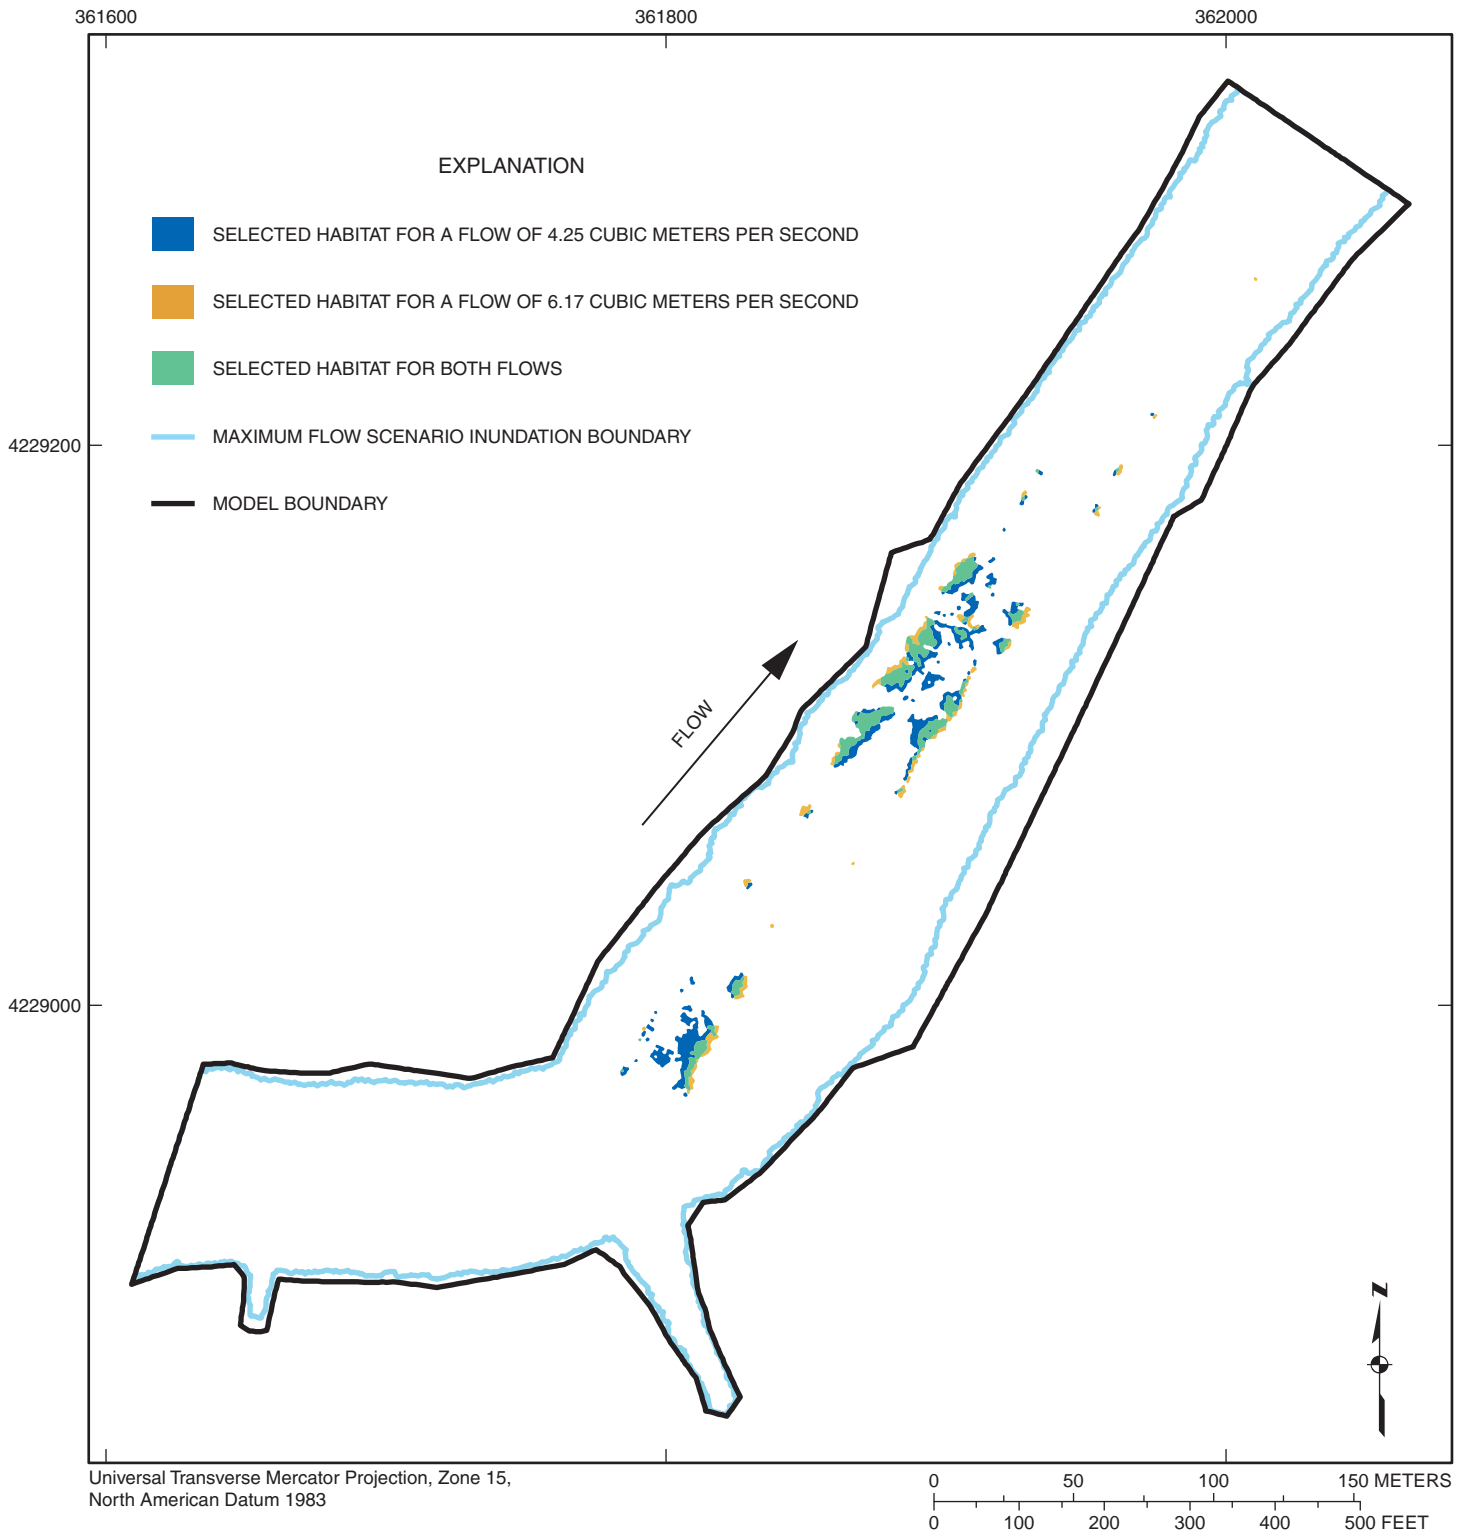 361600 361800 362000
EXPLANATION
SELECTED HABITAT FOR A FLOW OF 4.25 CUBIC METERS PER SECOND
SELECTED HABITAT FOR A FLOW OF 6.17 CUBIC METERS PER SECOND
SELECTED HABITAT FOR BOTH FLOWS
MAXIMUM FLOW SCENARIO INUNDATION BOUNDARY
4229200
MODEL BOUNDARY
FLOW
4229000
N
Universal Transverse Mercator Projection, Zone 15,
North American Datum 1983
0 50 100 150 METERS
0 100 200 300 400 500 FEET